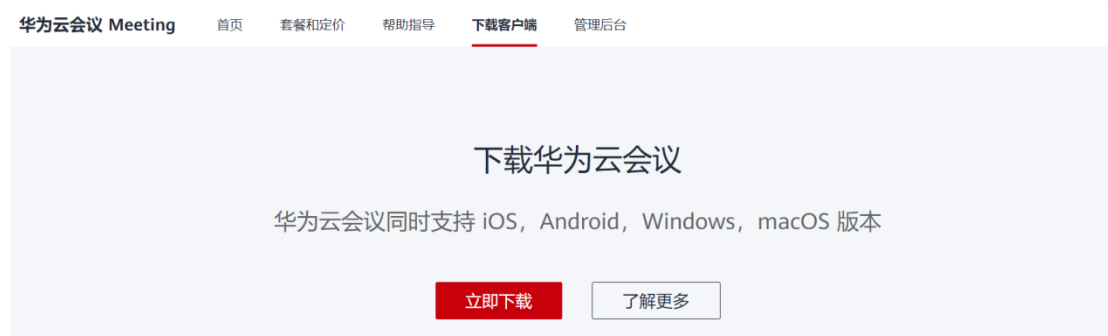 华为云会议 Meeting 首页 套餐和定价 帮助指导 下载客户端 管理后台
下载华为云会议
华为云会议同时支持 iOS，Android，Windows，macOS 版本
立即下载 了解更多